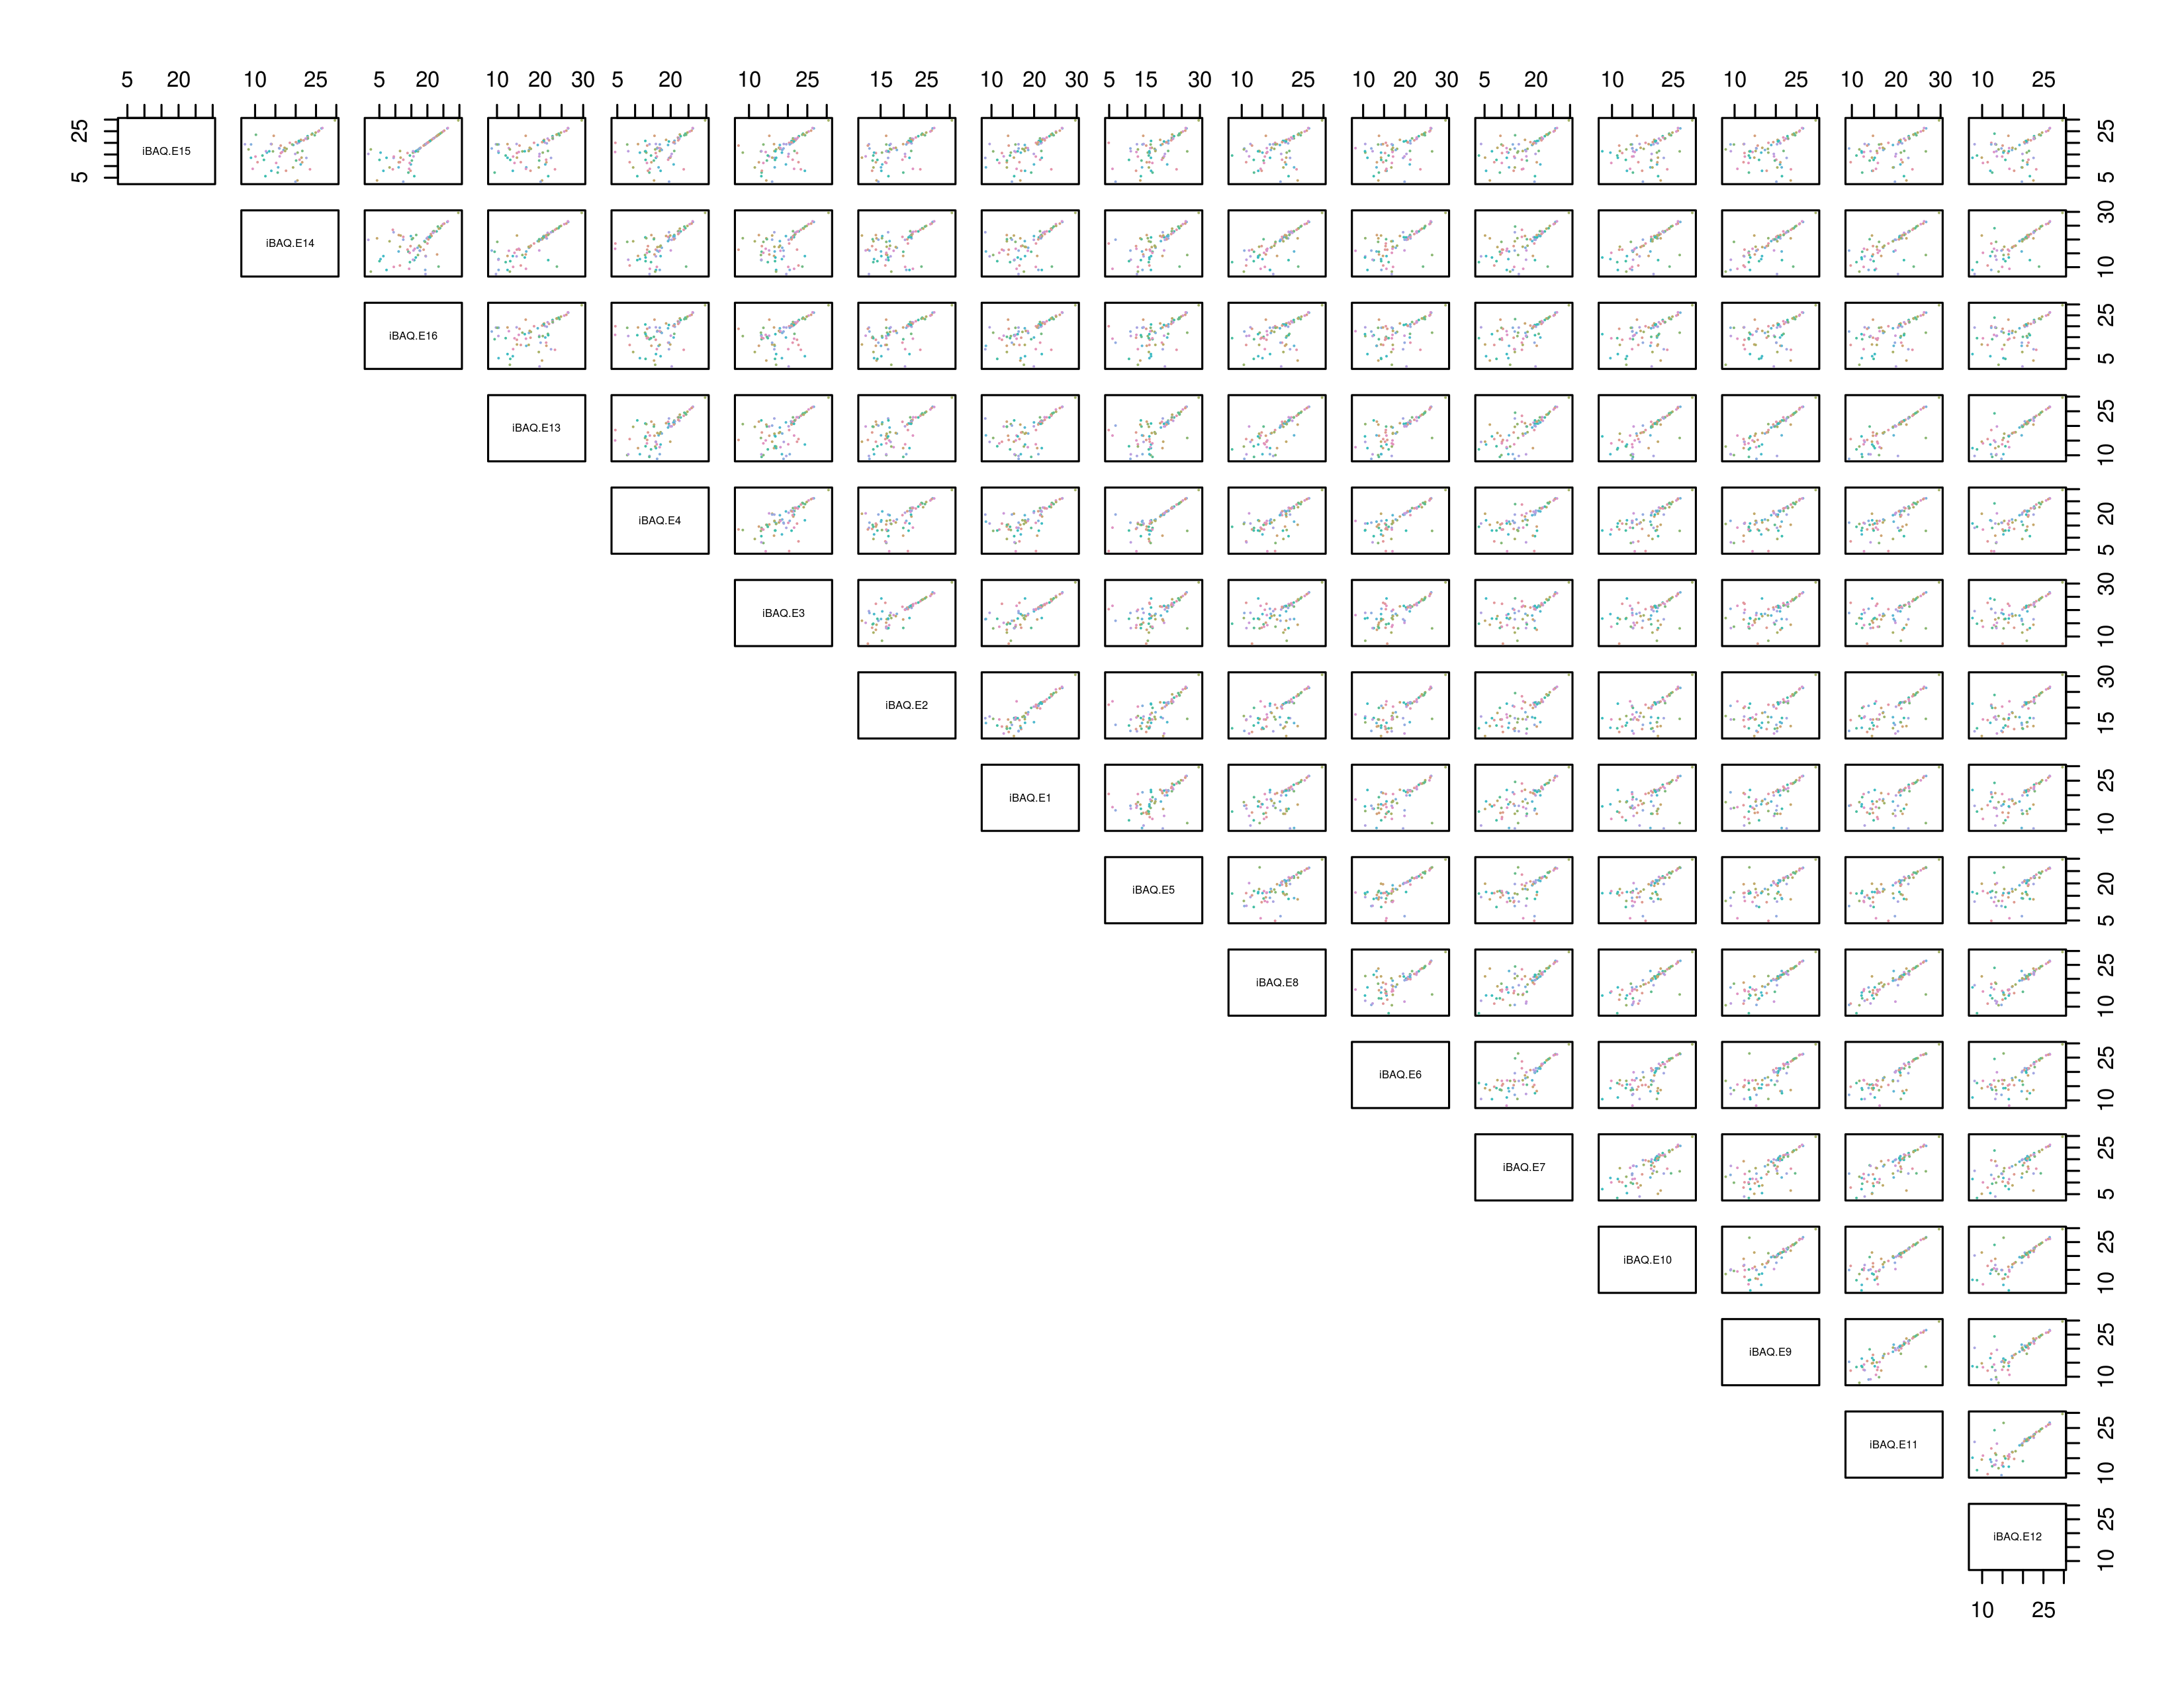 5 20 10 25 5 20 10 20 30 5 20 10 25 15 25 10 20 30 5 15 30 10 25 10 20 30 5 20 10 25 10 25 10 20 30 10 25
5 25 iBAQ.E15 5 25
iBAQ.E14 10 30
iBAQ.E16 5 25
iBAQ.E13 10 25
iBAQ.E4 5 20
iBAQ.E3 10 30
iBAQ.E2 15 30
iBAQ.E1 10 25
iBAQ.E5 5 20
iBAQ.E8 10 25
iBAQ.E6 10 25
iBAQ.E7 5 25
iBAQ.E10 10 25
iBAQ.E9 10 25
iBAQ.E11 10 25
iBAQ.E12 10 25
10 25